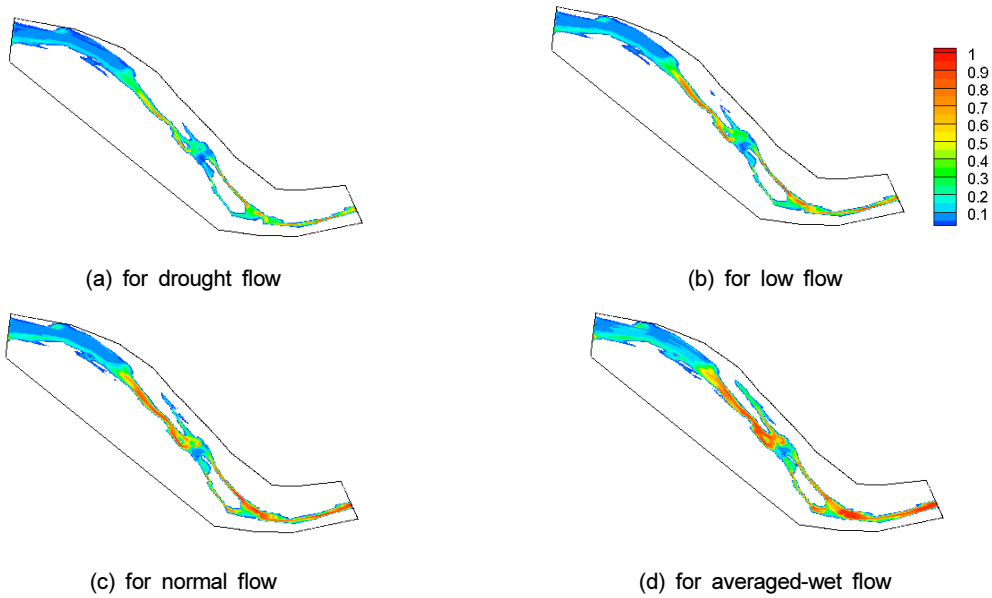 1
0.9
0.8
0.7
0.6
0.5
0.4
0.3
0.2
0.1
(a) for drought flow
(b) for low flow
(c) for normal flow
(d) for averaged-wet flow